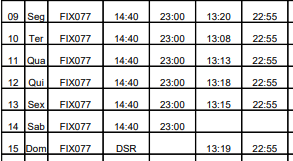 09 Seg FIX077 14:40 23:00 13:20 22:55
10 Ter FIX077 14:40 23:00 13:08 22:55
11 Qua FIX077 14:40 23:00 13:13 22:55
12 Qui FIX077 14:40 23:00 13:18 22:55
13 Sex FIX077 14:40 23:00 13:15 22:55
14 Sab FIX077 14:40 23:00
15 Dom FIX077 DSR 13:19 22:55